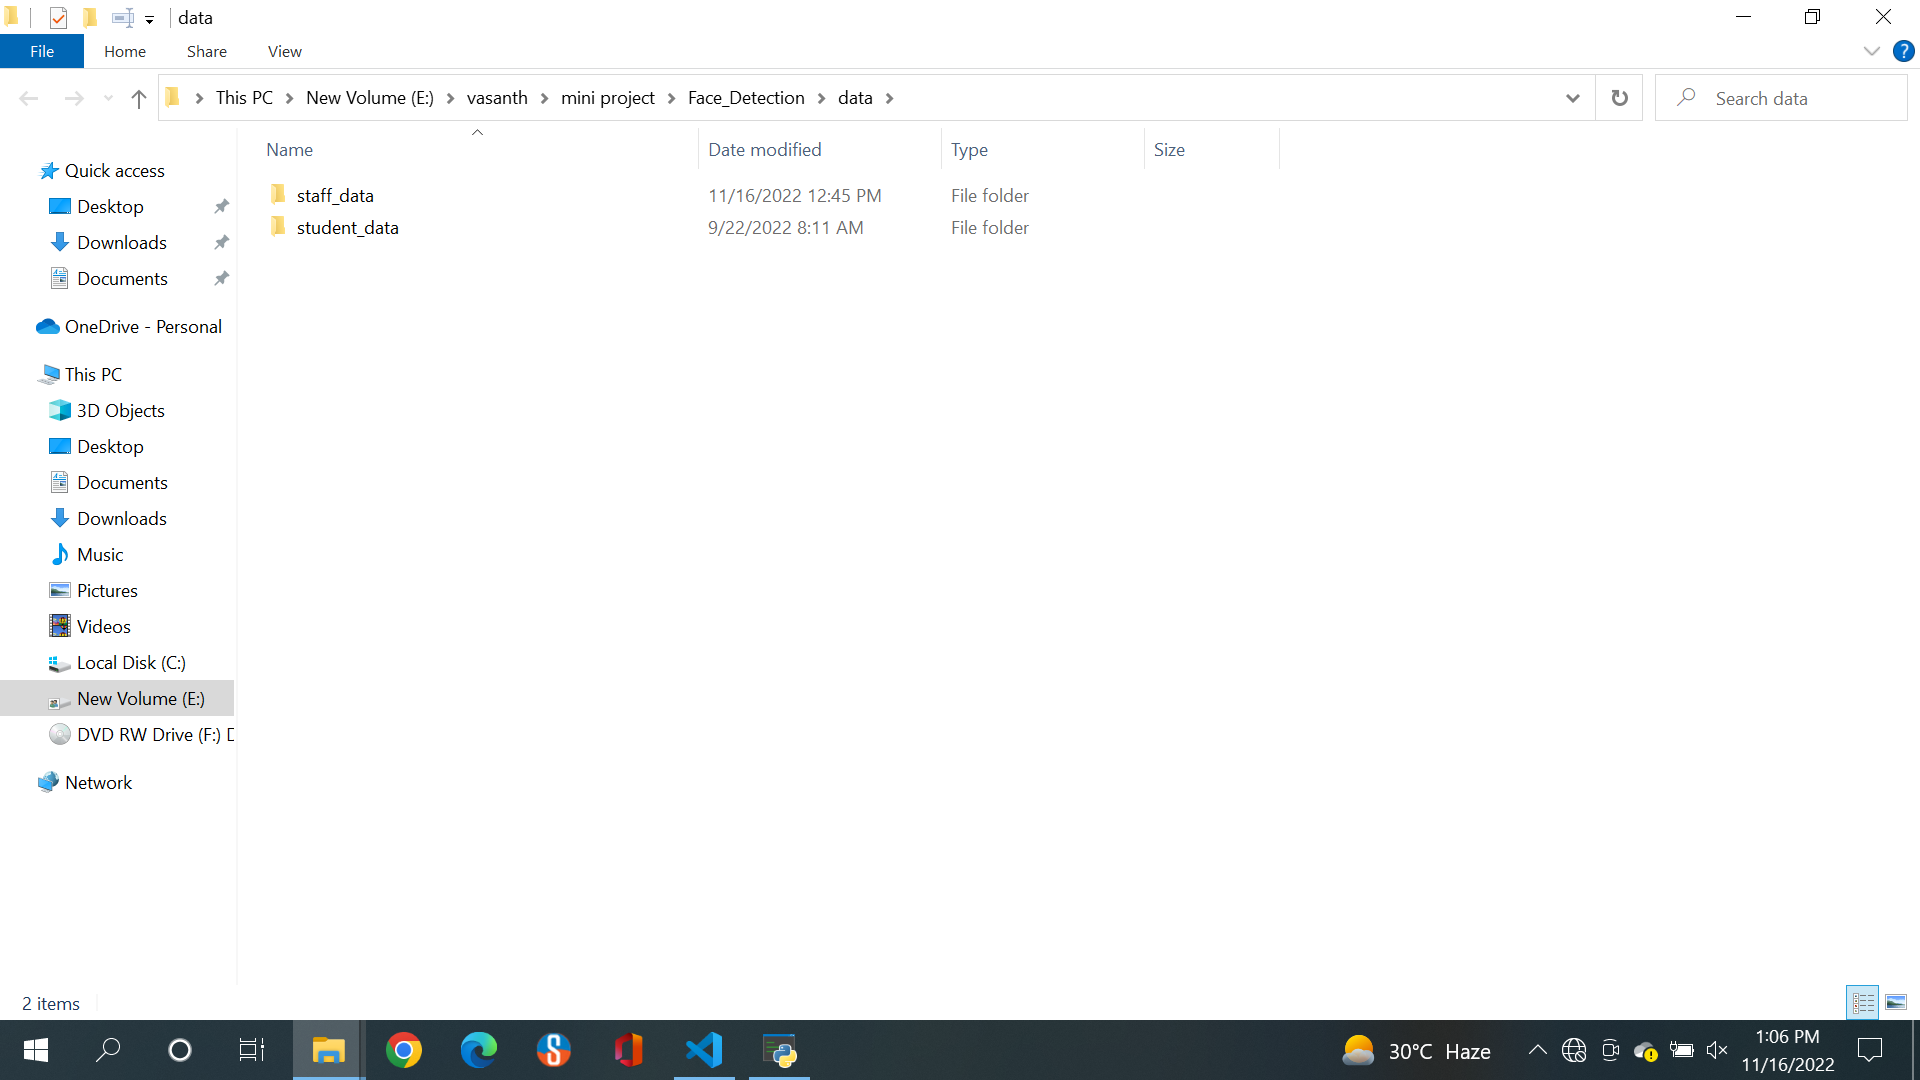 data
File Home Share View
This PC New Volume (E:) vasanth mini project Face_Detection data
Search data
Name Date modified Type Size
Quick access
Desktop
Downloads
Documents
OneDrive - Personal
This PC
3D Objects
Desktop
Documents
Downloads
Music
Pictures
Videos
Local Disk (C:)
New Volume (E:)
DVD RW Drive (F:) D
Network
staff_data 11/16/2022 12:45 PM File folder
student_data 9/22/2022 8:11 AM File folder
2 items
30°C Haze
1:06 PM
11/16/2022